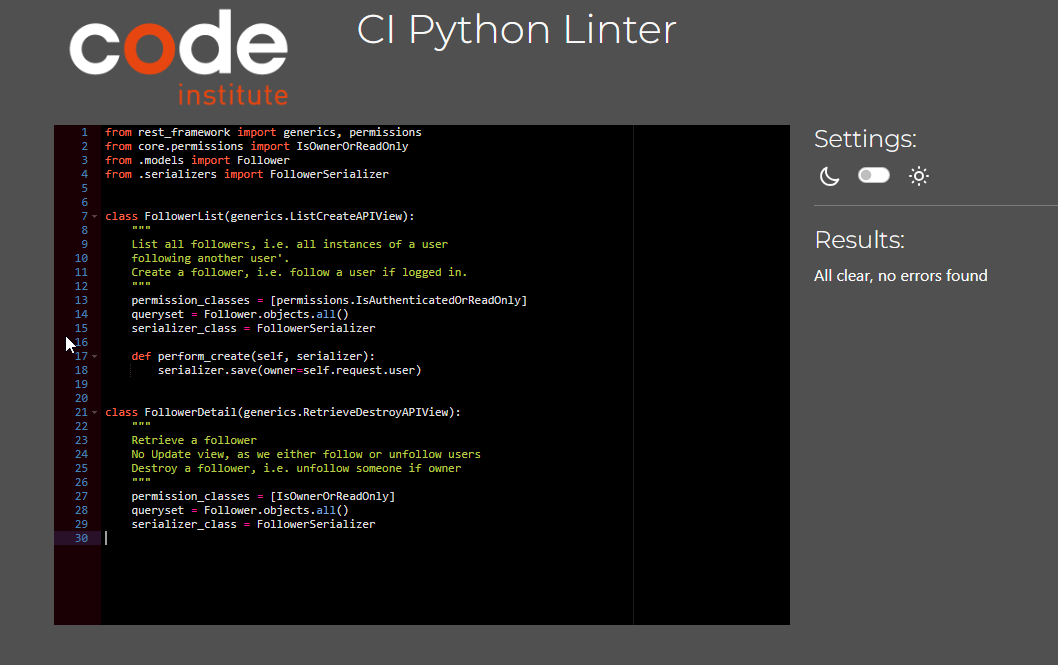 code
institute
CI Python Linter
1 from rest_framework import generics, permissions
2 from core.permissions import IsOwnerOrReadOnly
3 from .models import Follower
4 from .serializers import FollowerSerializer
5
6
7 class FollowerList(generics.ListCreateAPIView):
8     """
9     List all followers, i.e. all instances of a user
10     following another user'.
11     Create a follower, i.e. follow a user if logged in.
12     """
13     permission_classes = [permissions.IsAuthenticatedOrReadOnly]
14     queryset = Follower.objects.all()
15     serializer_class = FollowerSerializer
16
17     def perform_create(self, serializer):
18         serializer.save(owner=self.request.user)
19
20
21 class FollowerDetail(generics.RetrieveDestroyAPIView):
22     """
23     Retrieve a follower
24     No Update view, as we either follow or unfollow users
25     Destroy a follower, i.e. unfollow someone if owner
26     """
27     permission_classes = [IsOwnerOrReadOnly]
28     queryset = Follower.objects.all()
29     serializer_class = FollowerSerializer
30
Settings:
Results:
All clear, no errors found